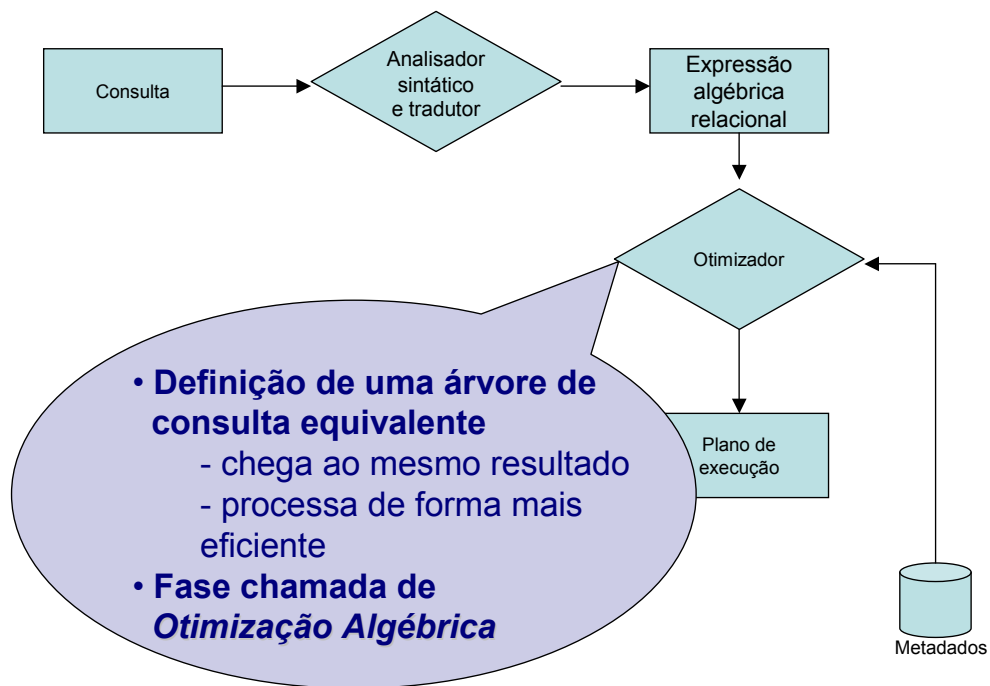 Consulta
Analisador
sintático
e tradutor
Expressão
algébrica
relacional
Otimizador
• Definição de uma árvore de
consulta equivalente
- chega ao mesmo resultado
- processa de forma mais
eficiente
• Fase chamada de
Otimização Algébrica
Plano de
execução
Metadados